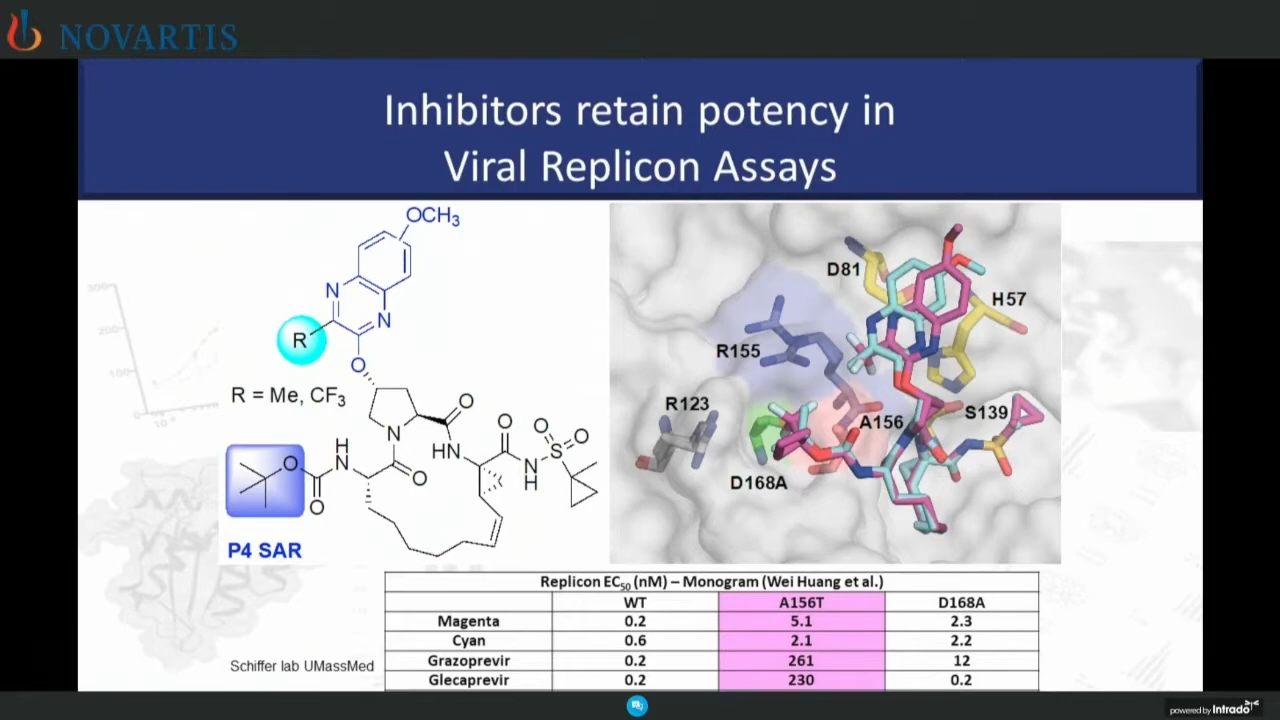 NOVARTIS
Inhibitors retain potency in
Viral Replicon Assays
OCH3
N
N
R
O
R = Me, CF3
O
N
HN
O
O
O
S
N
H
H
N
O
O
O
P4 SAR
Schiffer lab UMassMed
D81
H57
R155
R123
A156
S139
D168A
Replicon EC50 (nM) – Monogram (Wei Huang et al.)
WT A156T D168A
Magenta 0.2 5.1 2.3
Cyan 0.6 2.1 2.2
Grazoprevir 0.2 261 12
Glecaprevir 0.2 230 0.2
powered by Intrado